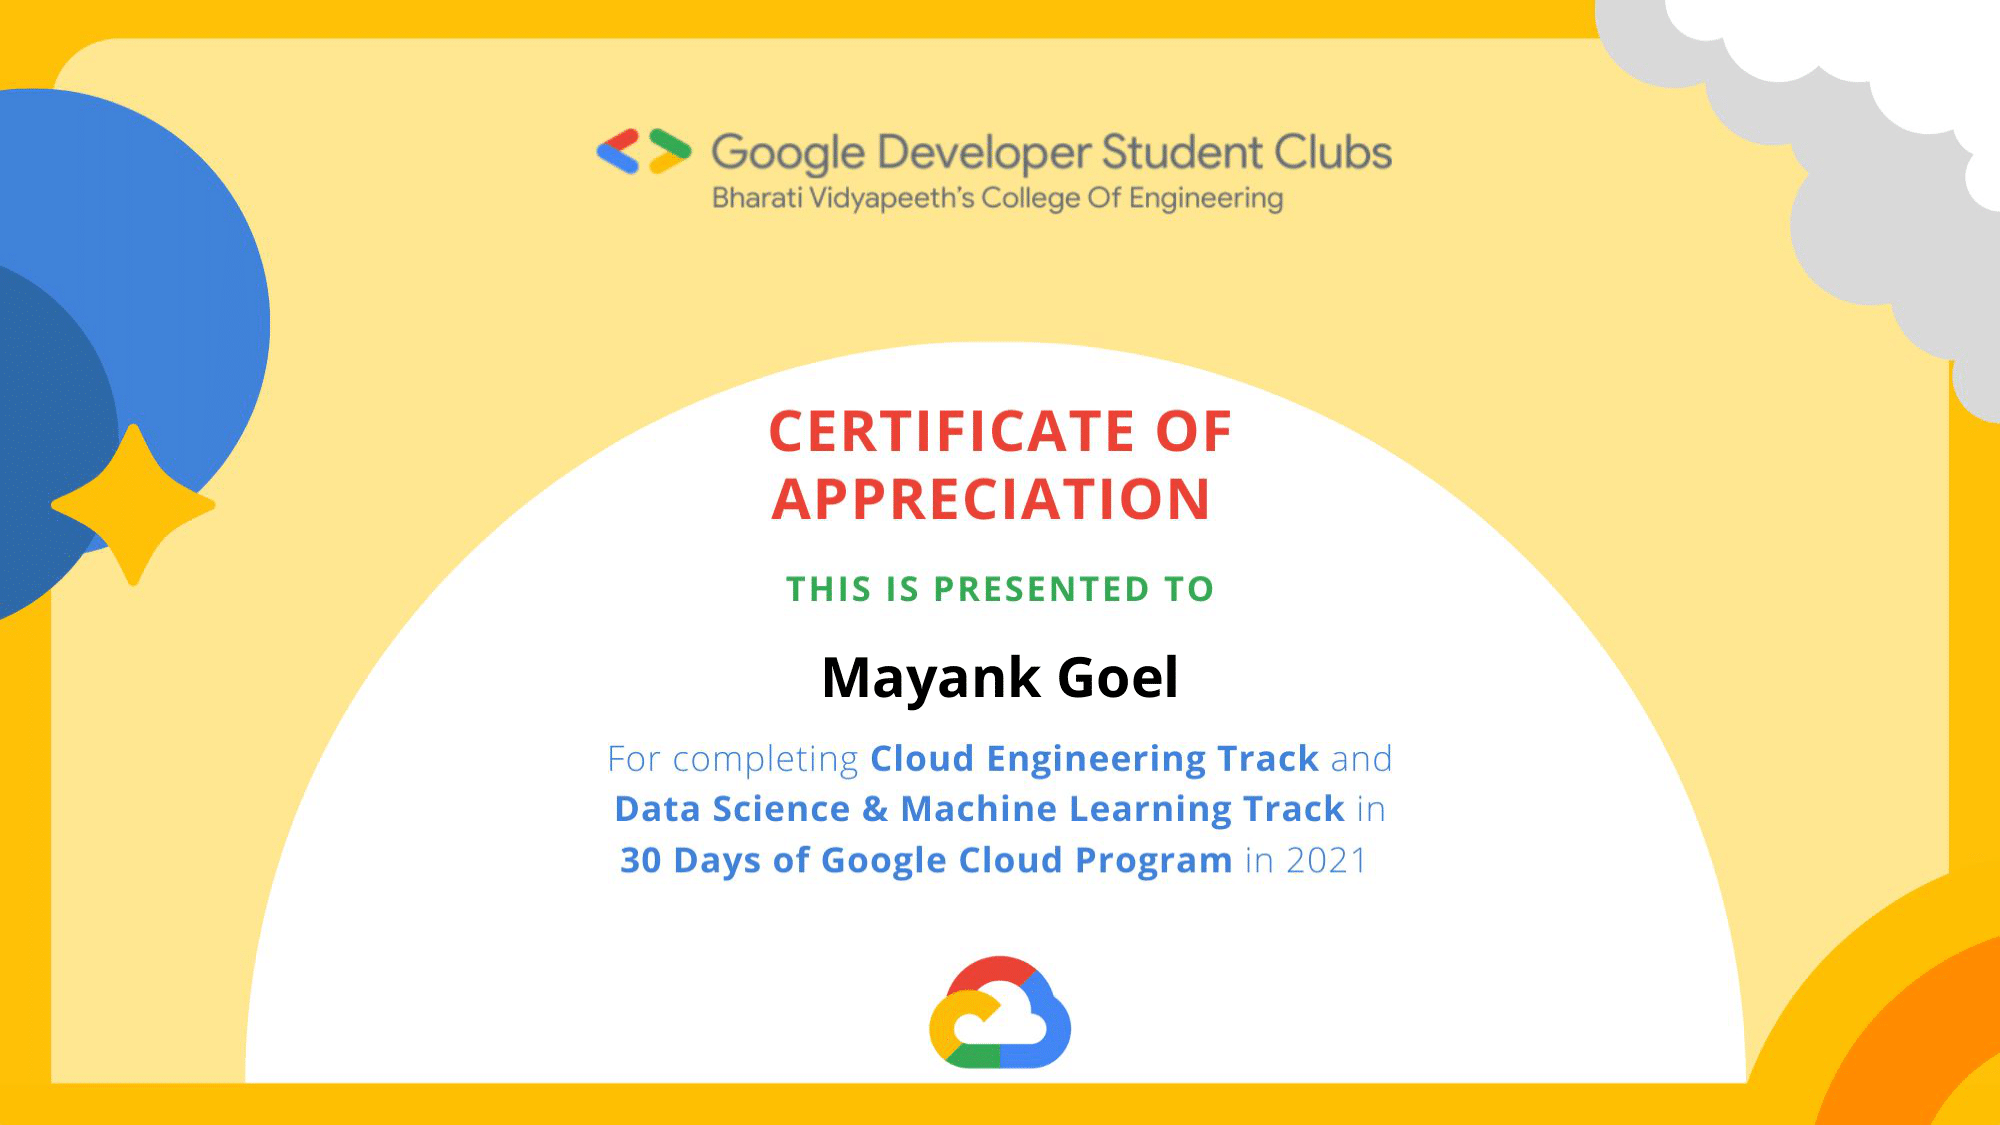 Google Developer Student Clubs
Bharati Vidyapeeth's College Of Engineering
CERTIFICATE OF
APPRECIATION
THIS IS PRESENTED TO
Mayank Goel
For completing Cloud Engineering Track and
Data Science & Machine Learning Track in
30 Days of Google Cloud Program in 2021